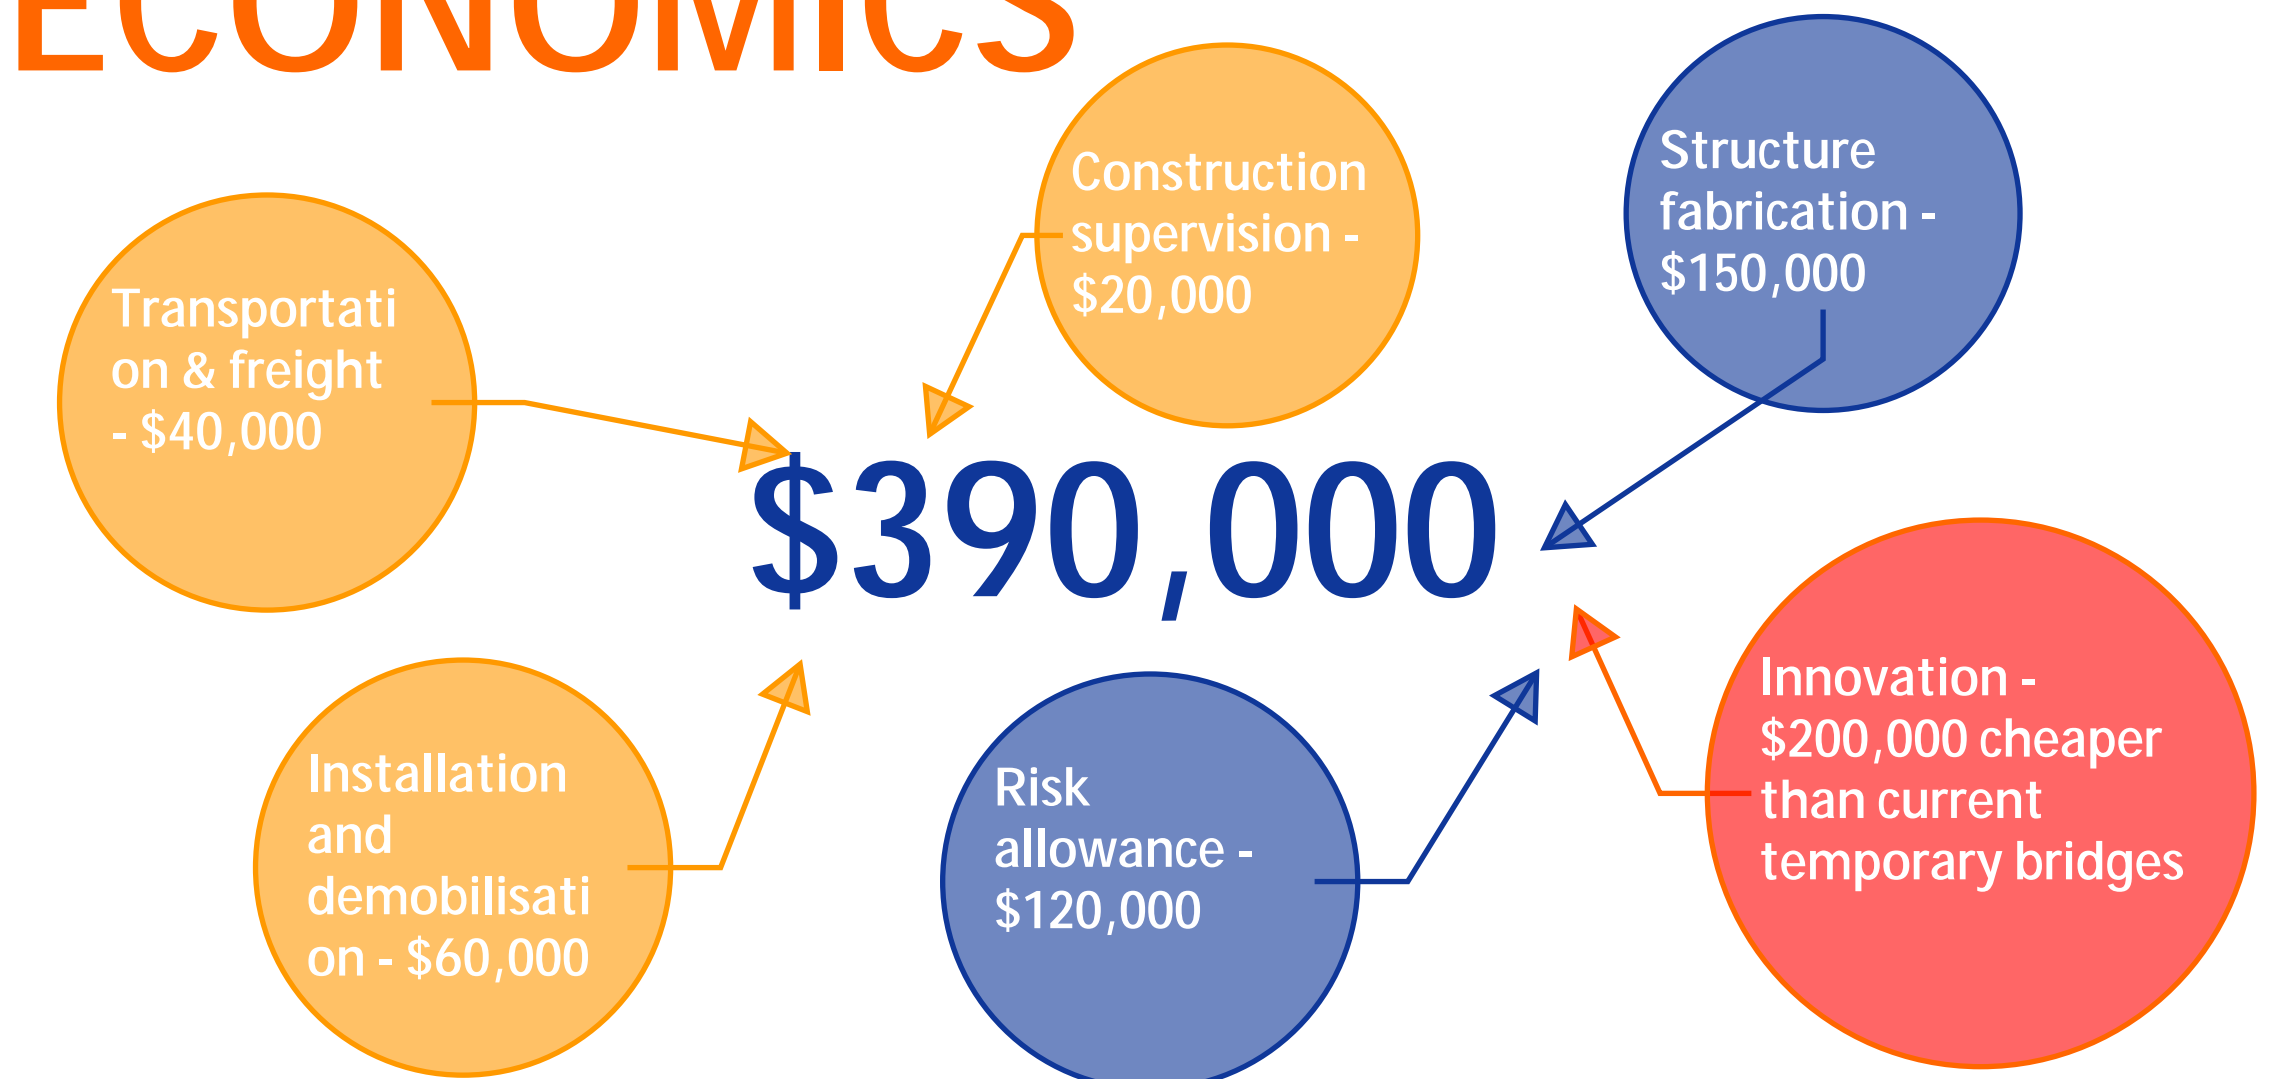 ECONOMICS
Construction
supervision -
$20,000
Structure
fabrication -
$150,000
Transportati
on & freight
- $40,000
$390,000
Installation
and
demobilisati
on - $60,000
Risk
allowance -
$120,000
Innovation -
$200,000 cheaper
than current
temporary bridges